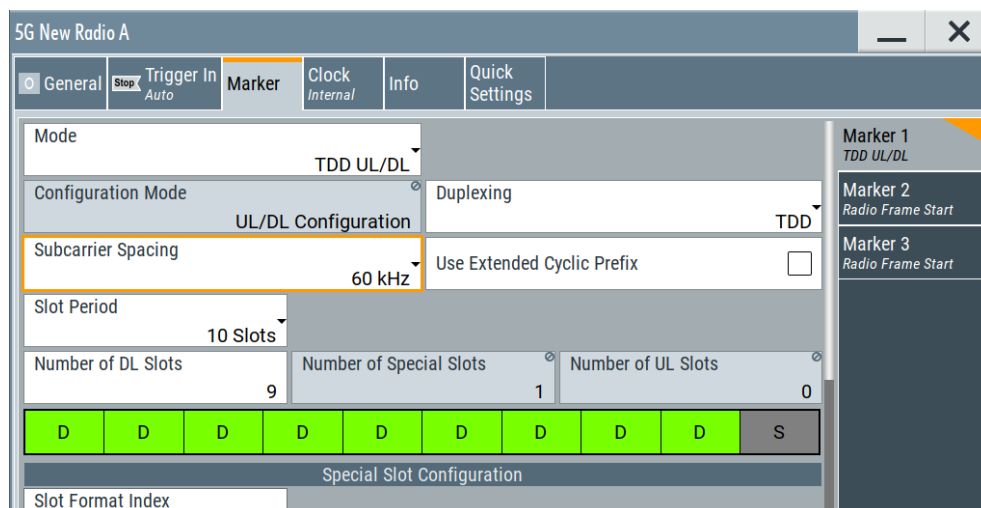 5G New Radio A
General
Stop Trigger In
Auto
Marker
Clock
Internal
Info
Quick
Settings
Mode
TDD UL/DL
Configuration Mode
UL/DL Configuration
Duplexing
TDD
Subcarrier Spacing
60 kHz
Use Extended Cyclic Prefix
Slot Period
10 Slots
Number of DL Slots
9
Number of Special Slots
1
Number of UL Slots
0
D D D D D D D D D S
Special Slot Configuration
Slot Format Index
Marker 1
TDD UL/DL
Marker 2
Radio Frame Start
Marker 3
Radio Frame Start